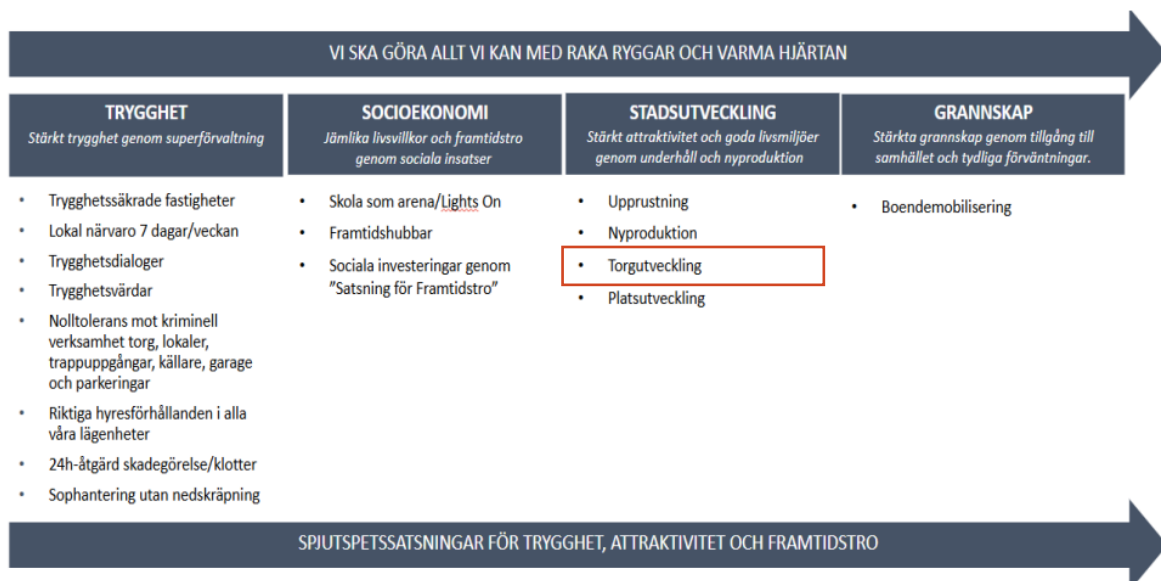 VI SKA GÖRA ALLT VI KAN MED RAKA RYGGAR OCH VARMA HJÄRTAN
TRYGGHET
Stärkt trygghet genom superförvaltning
• Trygghetssäkrade fastigheter
• Lokal närvaro 7 dagar/veckan
• Trygghetsdialoger
• Trygghetsvärdar
• Nolltolerans mot kriminell
verksamhet torg, lokaler,
trappuppgångar, källare, garage
och parkeringar
• Riktiga hyresförhållanden i alla
våra lägenheter
• 24h-åtgärd skadegörelse/klotter
• Sophantering utan nedskräpning
SOCIOEKONOMI
Jämlika livsvillkor och framtidstro
genom sociala insatser
• Skola som arena/Lights On
• Framtidshubbar
• Sociala investeringar genom
”Satsning för Framtidstro”
STADSUTVECKLING
Stärkt attraktivitet och goda livsmiljöer
genom underhåll och nyproduktion
• Upprustning
• Nyproduktion
• Torgutveckling
• Platsutveckling
GRANNSKAP
Stärkta grannskap genom tillgång till
samhället och tydliga förväntningar.
• Boendemobilisering
SPJUTSPETSSATSNINGAR FÖR TRYGGHET, ATTRAKTIVITET OCH FRAMTIDSTRO